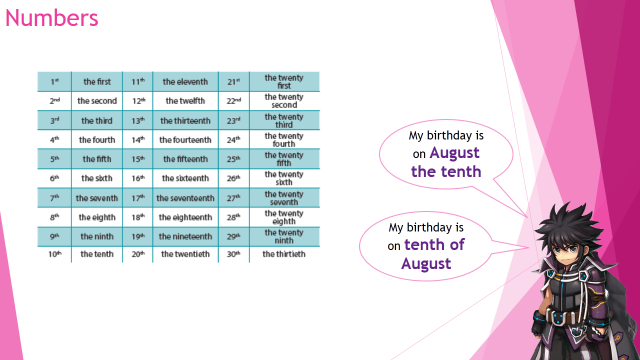 Numbers
1st the first 11th the eleventh 21st the twenty first
2nd the second 12th the twelfth 22nd the twenty second
3rd the third 13th the thirteenth 23rd the twenty third
4th the fourth 14th the fourteenth 24th the twenty fourth
5th the fifth 15th the fifteenth 25th the twenty fifth
6th the sixth 16th the sixteenth 26th the twenty sixth
7th the seventh 17th the seventeenth 27th the twenty seventh
8th the eighth 18th the eighteenth 28th the twenty eighth
9th the ninth 19th the nineteenth 29th the twenty ninth
10th the tenth 20th the twentieth 30th the thirtieth
My birthday is
on August
the tenth
My birthday is
on tenth of
August